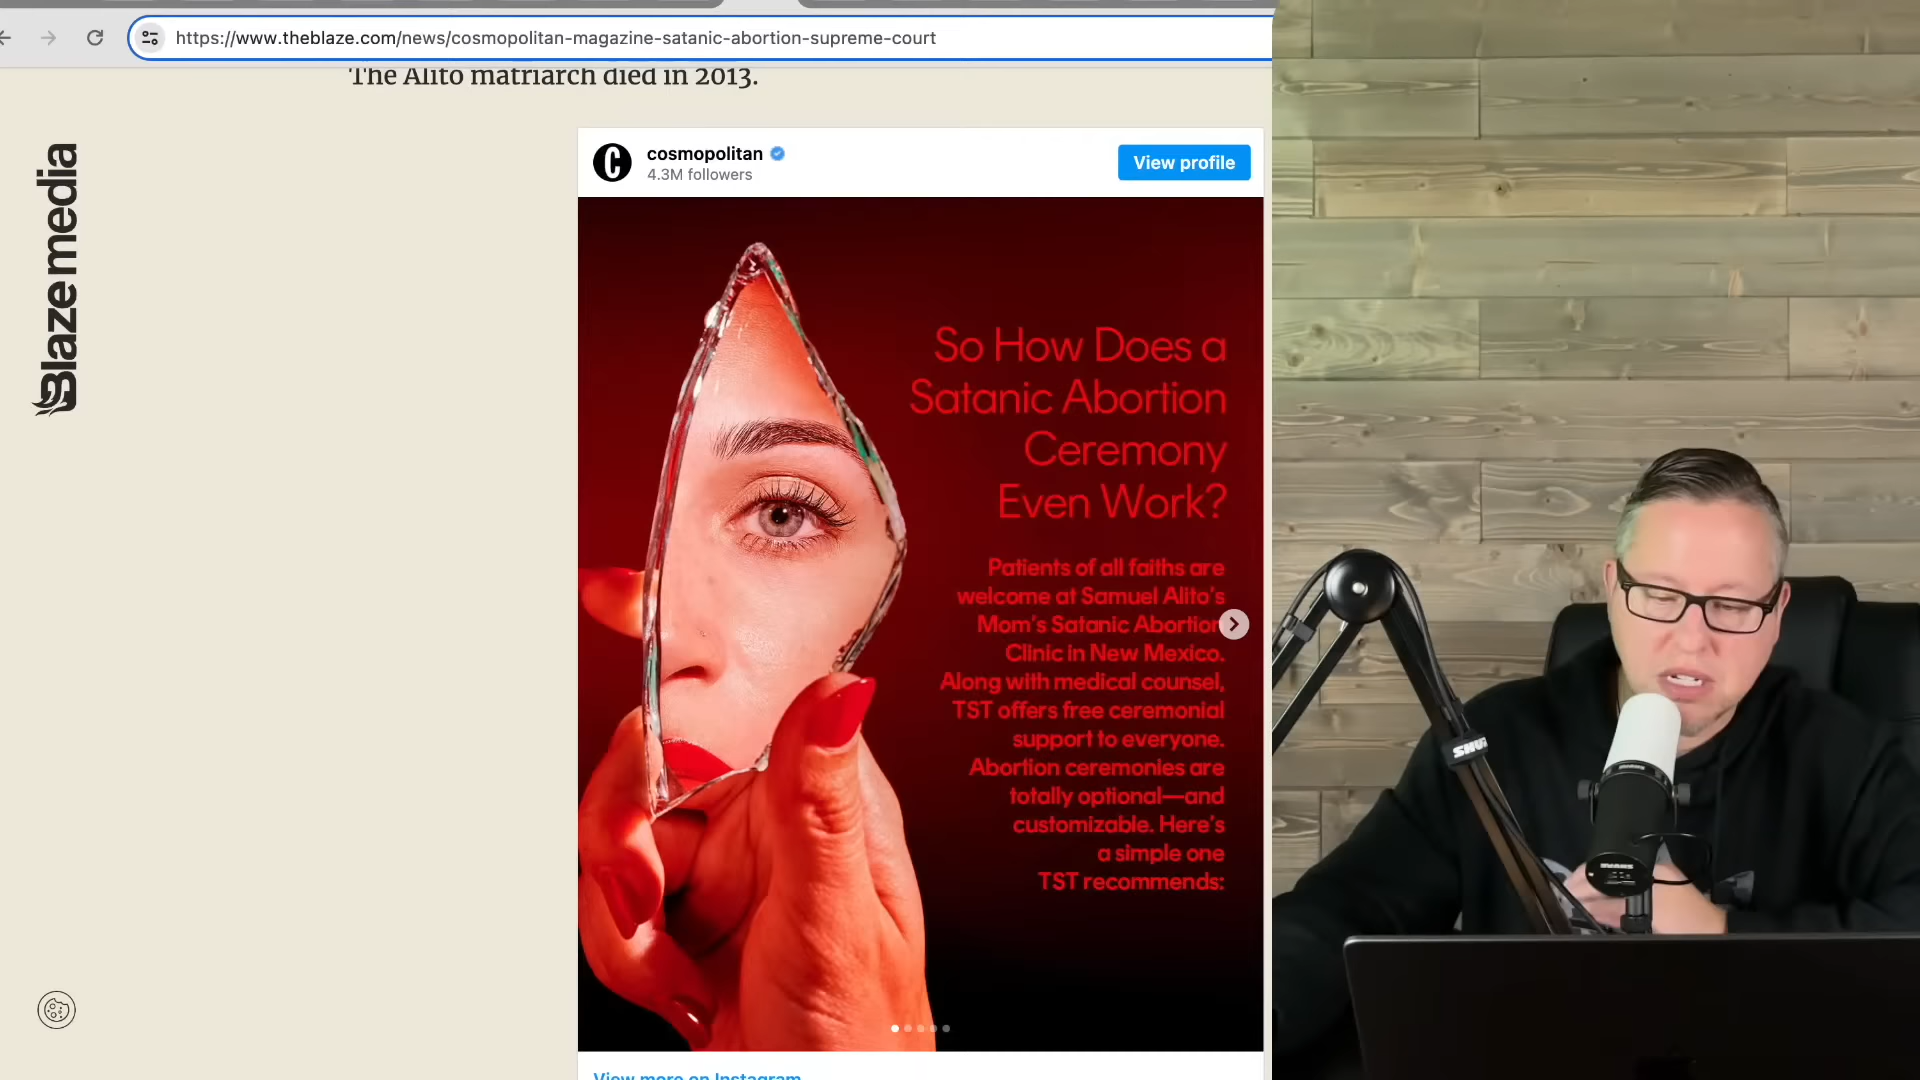 https://www.theblaze.com/news/cosmopolitan-magazine-satanic-abortion-supreme-court
The Alito matriarch died in 2013.
Blaze media
C
cosmopolitan
4.3M followers
View profile
So How Does a
Satanic Abortion
Ceremony
Even Work?
Patients of all faiths are
welcome at Samuel Alito's
Mom's Satanic Abortion
Clinic in New Mexico.
Along with medical counsel,
TST offers free ceremonial
support to everyone.
Abortion ceremonies are
totally optional—and
customizable. Here's
a simple one
TST recommends:
View more on Instagram
SHURE